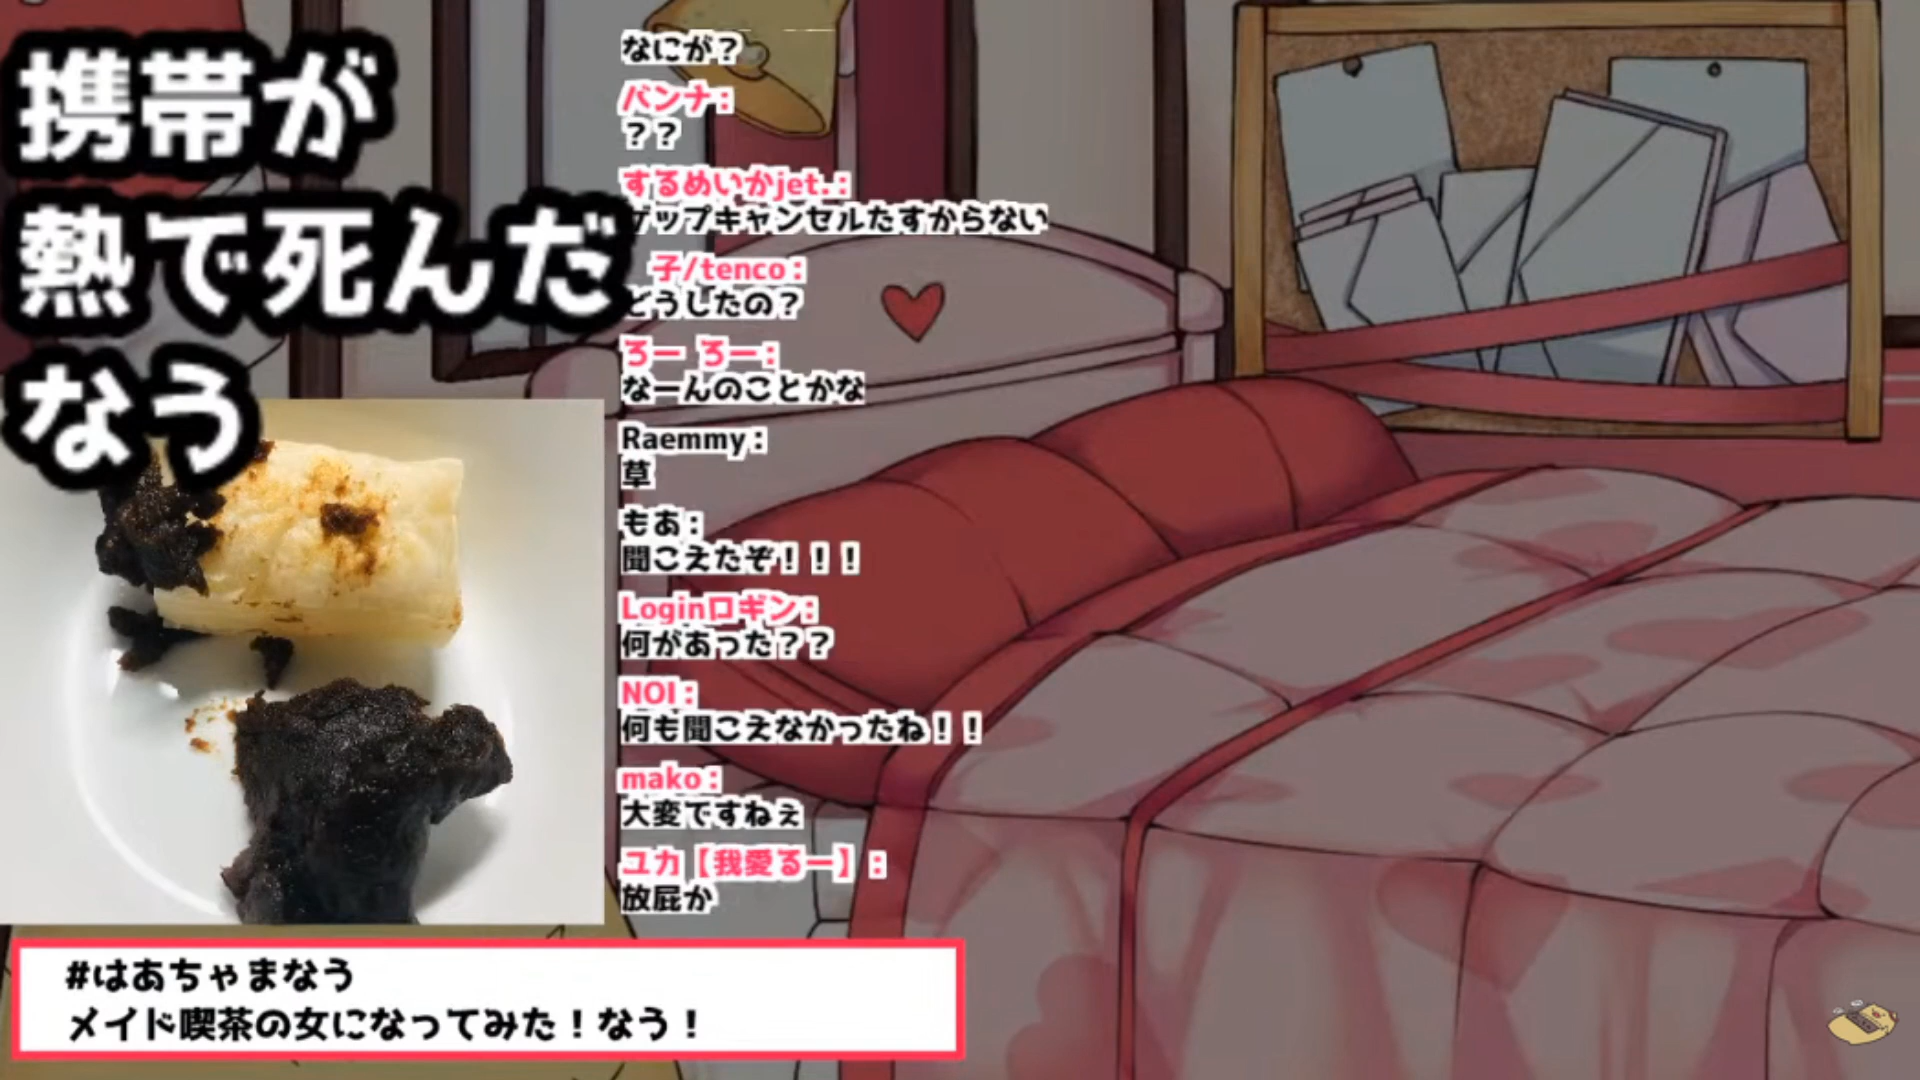 携帯が
熱で死んだ
なう
なにが？
バンナ:
？？
するめいかjet.:
ゲップキャンセルたすからない
子/tenco:
どうしたの？
ろー ろー:
なーんのことかな
Raemmy:
草
もあ:
聞こえたぞ！！！
Loginロギン:
何があった？？
NOI:
何も聞こえなかったね！！
mako:
大変ですねぇ
ユカ【我愛るー】:
放屁か
#はあちゃまなう
メイド喫茶の女になってみた！なう！